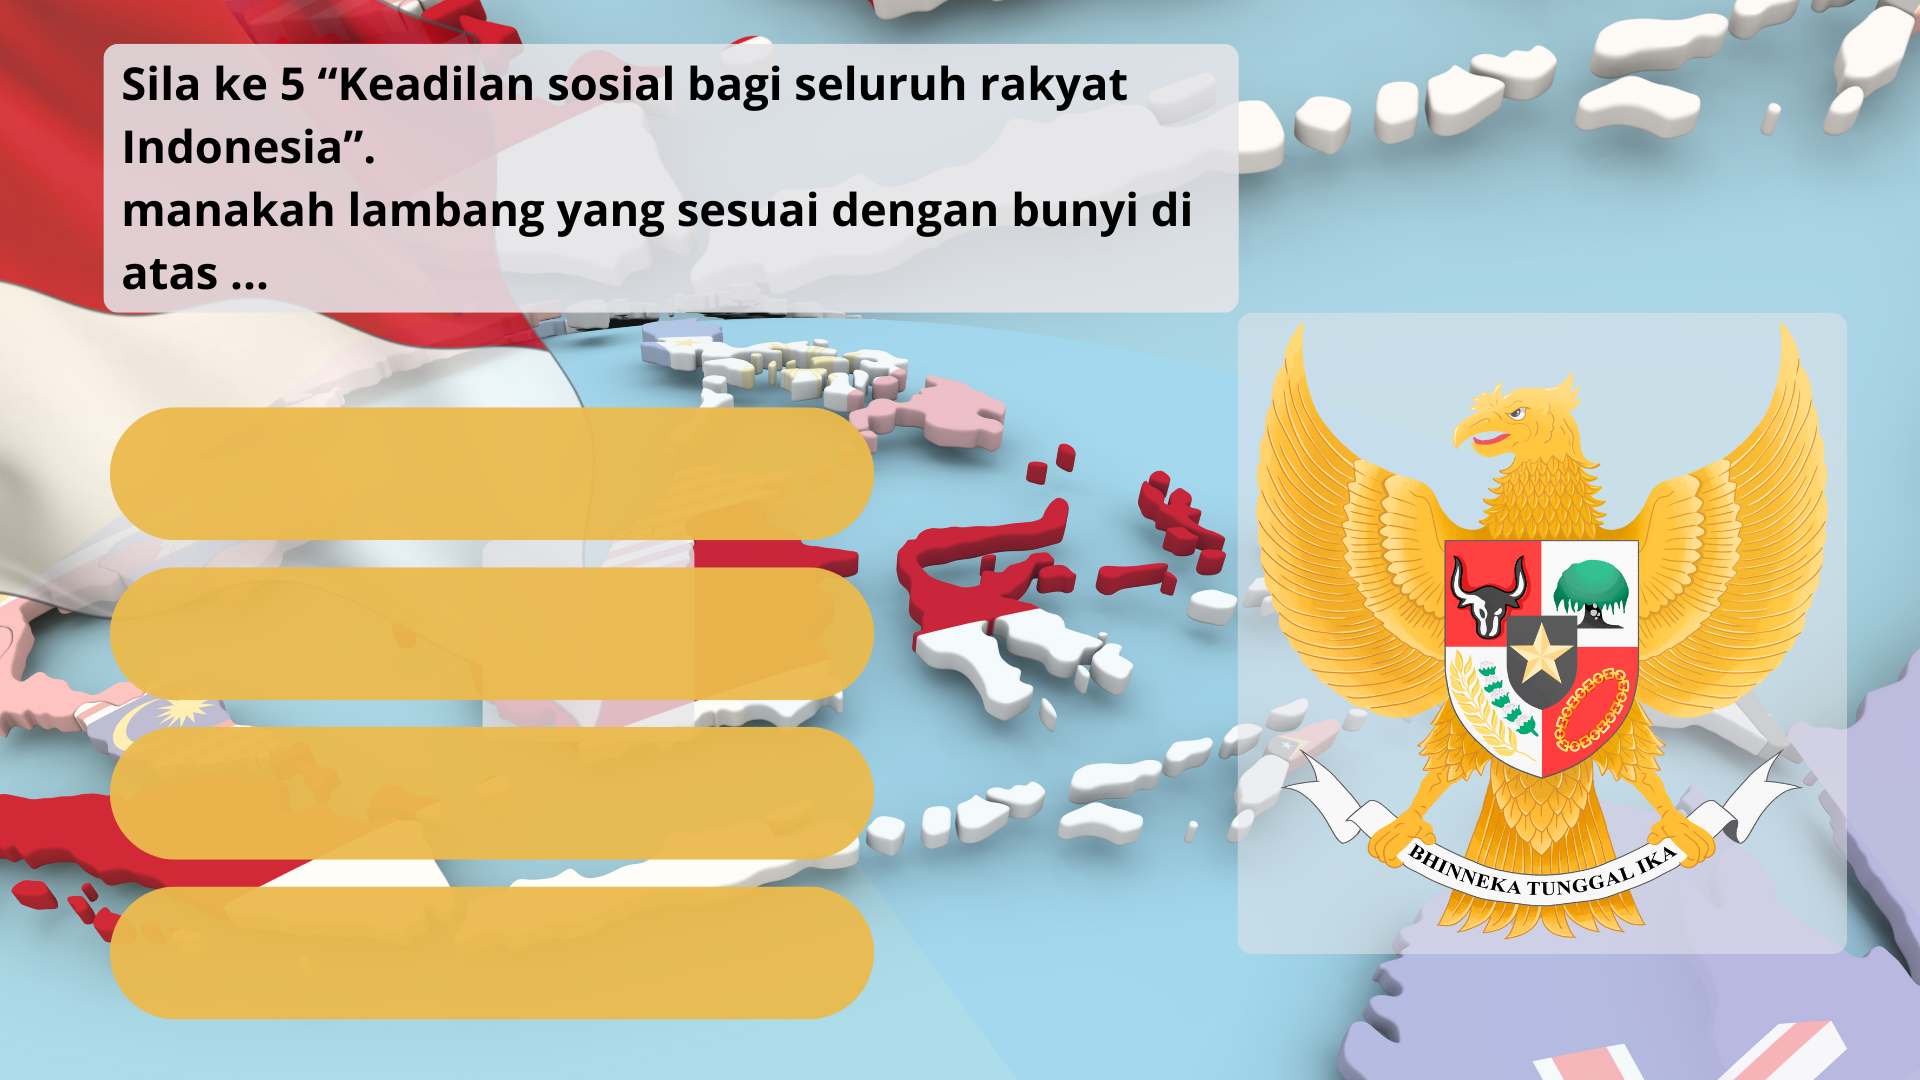 Sila ke 5 “Keadilan sosial bagi seluruh rakyat
Indonesia”.
manakah lambang yang sesuai dengan bunyi di
atas ...
BHINNEKA TUNGGAL IKA